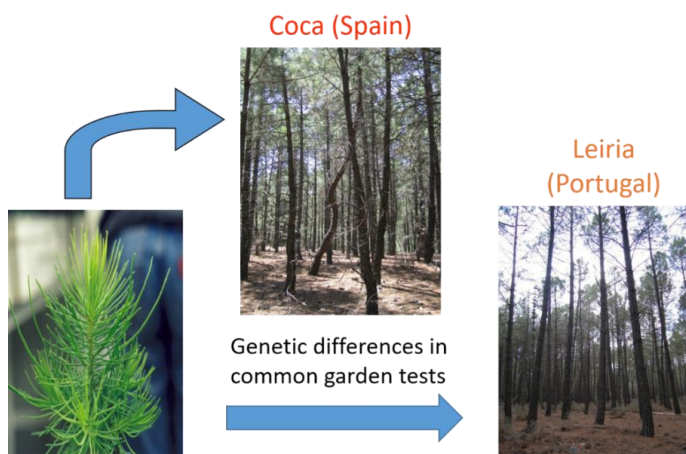 Coca (Spain)
Leiria
(Portugal)
Genetic differences in
common garden tests